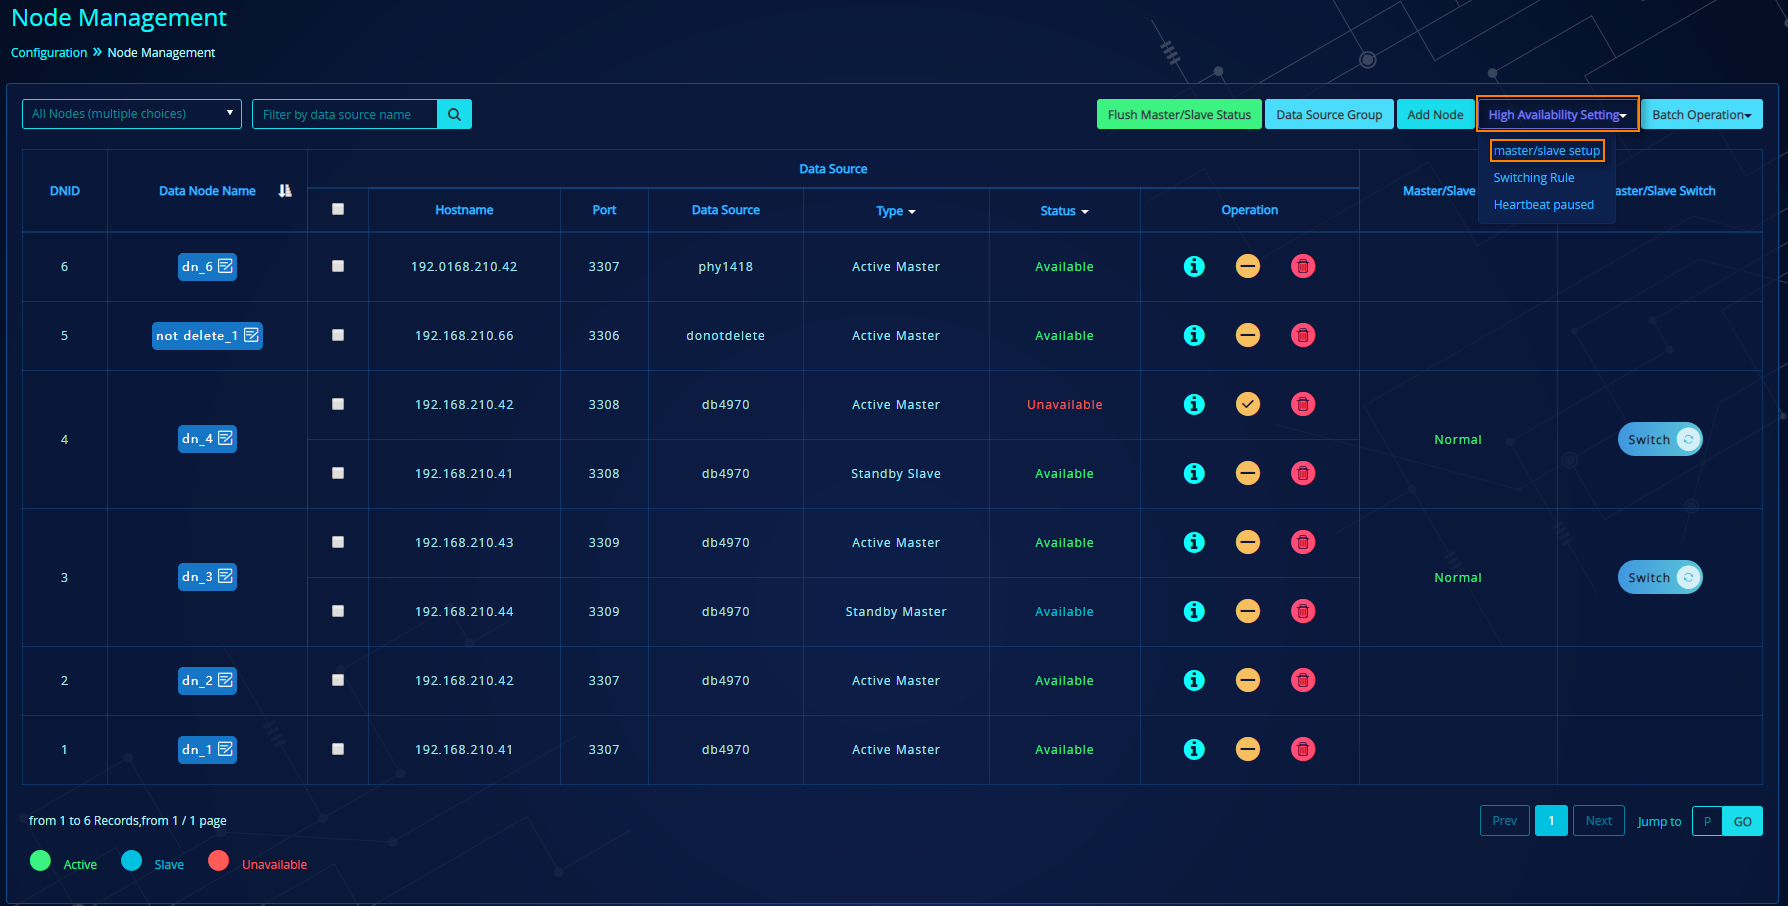 Node Management
Configuration » Node Management
All Nodes (multiple choices)
Filter by data source name
Flush Master/Slave Status
Data Source Group
Add Node
High Availability Setting
Batch Operation
master/slave setup
Switching Rule
Heartbeat paused
DNID
Data Node Name
Data Source
Master/Slave
aster/Slave Switch
Hostname
Port
Data Source
Type
Status
Operation
6 dn_6 192.0168.210.42 3307 phy1418 Active Master Available
5 not delete_1 192.168.210.66 3306 donotdelete Active Master Available
192.168.210.42 3308 db4970 Active Master Unavailable
4 dn_4 Normal Switch
192.168.210.41 3308 db4970 Standby Slave Available
192.168.210.43 3309 db4970 Active Master Available
3 dn_3 Normal Switch
192.168.210.44 3309 db4970 Standby Master Available
2 dn_2 192.168.210.42 3307 db4970 Active Master Available
1 dn_1 192.168.210.41 3307 db4970 Active Master Available
from 1 to 6 Records,from 1 / 1 page
Prev 1 Next Jump to P GO
Active Slave Unavailable